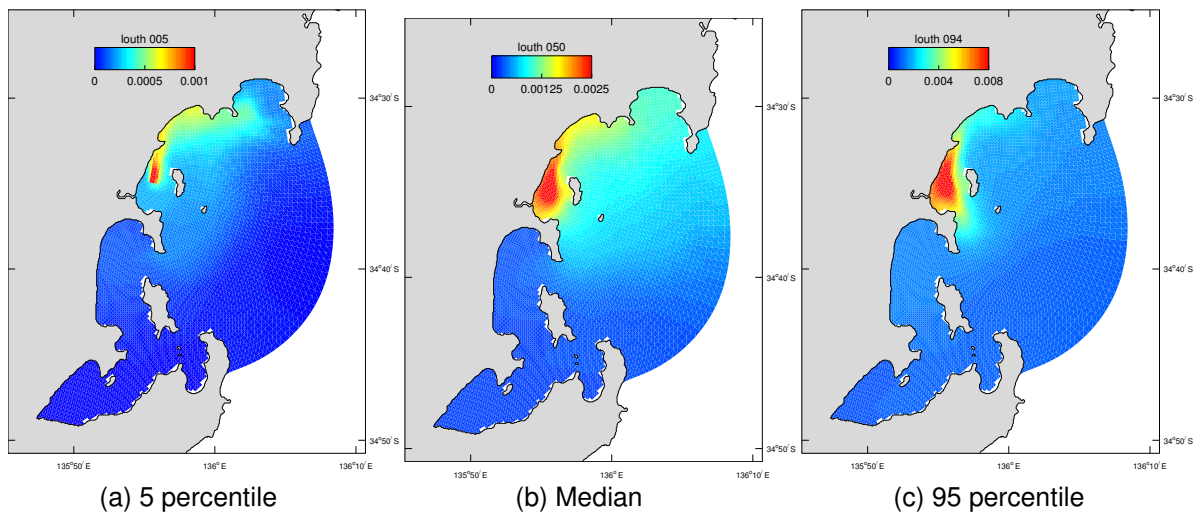 louth 005
0 0.0005 0.001
34°30′ S
34°40′ S
34°50′ S
135°50′ E 136°E 136°10′ E
(a) 5 percentile
louth 050
0 0.00125 0.0025
34°30′ S
34°40′ S
34°50′ S
135°50′ E 136°E 136°10′ E
(b) Median
louth 094
0 0.004 0.008
34°30′ S
34°40′ S
34°50′ S
135°50′ E 136°E 136°10′ E
(c) 95 percentile